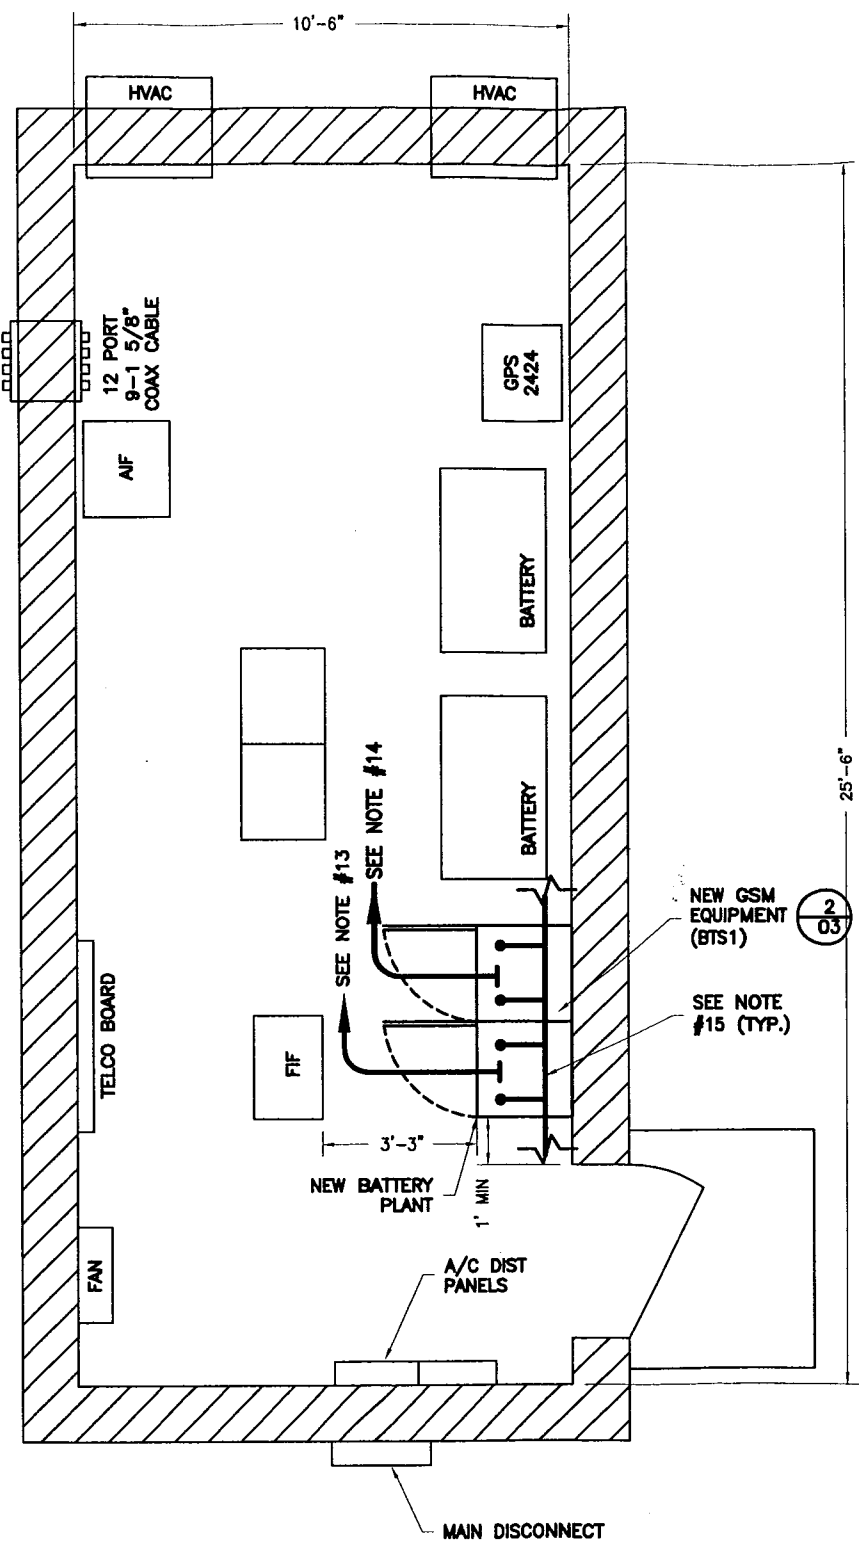 10'-6"
HVAC
HVAC
12 PORT
9-1 5/8"
COAX CABLE
GPS
2424
AIF
BATTERY
25'-6"
BATTERY
SEE NOTE #14
SEE NOTE #13
NEW GSM
EQUIPMENT
(BTS1)
2
03
SEE NOTE
#15 (TYP.)
TELCO BOARD
FIF
3'-3"
NEW BATTERY
PLANT
1' MIN
FAN
A/C DIST
PANELS
MAIN DISCONNECT